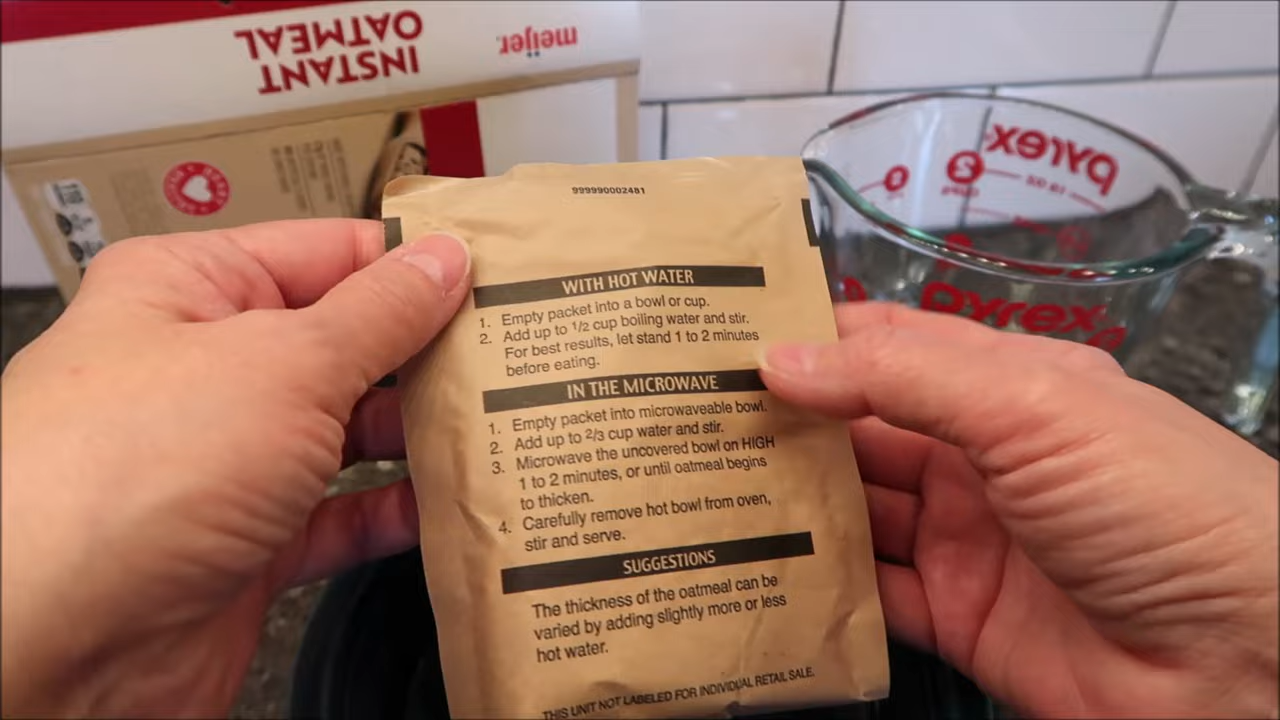 INSTANT
OATMEAL
meijer
999990002481
WITH HOT WATER
1. Empty packet into a bowl or cup.
2. Add up to 1/2 cup boiling water and stir.
For best results, let stand 1 to 2 minutes
before eating.
IN THE MICROWAVE
1. Empty packet into microwaveable bowl.
2. Add up to 2/3 cup water and stir.
3. Microwave the uncovered bowl on HIGH
1 to 2 minutes, or until oatmeal begins
to thicken.
4. Carefully remove hot bowl from oven,
stir and serve.
SUGGESTIONS
The thickness of the oatmeal can be
varied by adding slightly more or less
hot water.
THIS UNIT NOT LABELED FOR INDIVIDUAL RETAIL SALE.
pyrex
2
pyrex